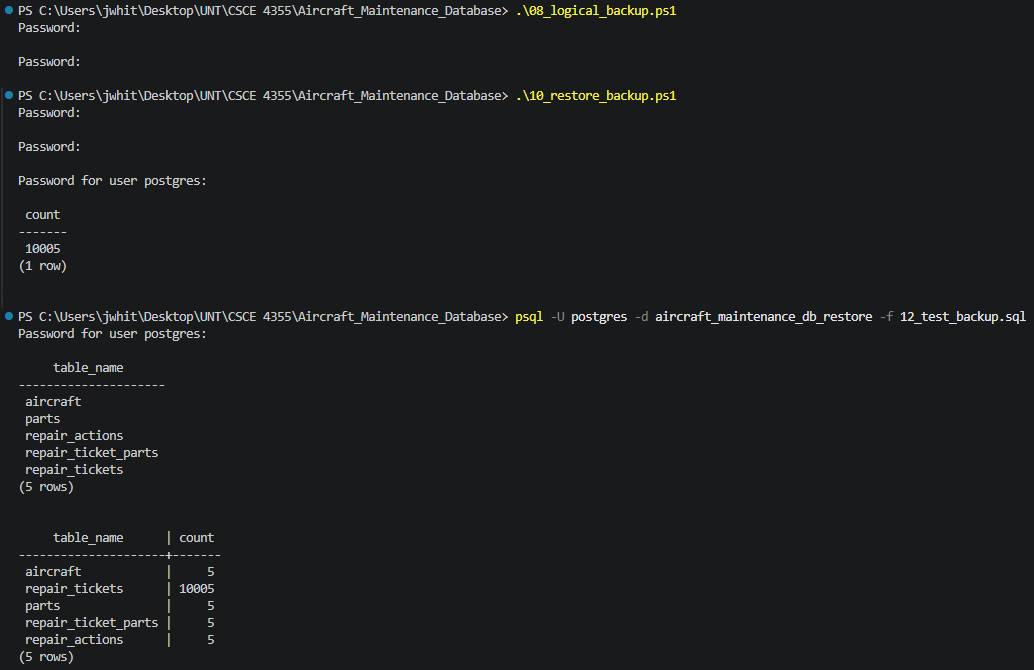 PS C:\Users\jwhit\Desktop\UNT\CSCE 4355\Aircraft_Maintenance_Database> .\08_logical_backup.ps1
Password:
Password:
PS C:\Users\jwhit\Desktop\UNT\CSCE 4355\Aircraft_Maintenance_Database> .\10_restore_backup.ps1
Password:
Password:
Password for user postgres:
count
-------
10005
(1 row)
PS C:\Users\jwhit\Desktop\UNT\CSCE 4355\Aircraft_Maintenance_Database> psql -U postgres -d aircraft_maintenance_db_restore -f 12_test_backup.sql
Password for user postgres:
table_name
---------------------
aircraft
parts
repair_actions
repair_ticket_parts
repair_tickets
(5 rows)
table_name | count
---------------------+-------
aircraft | 5
repair_tickets | 10005
parts | 5
repair_ticket_parts | 5
repair_actions | 5
(5 rows)